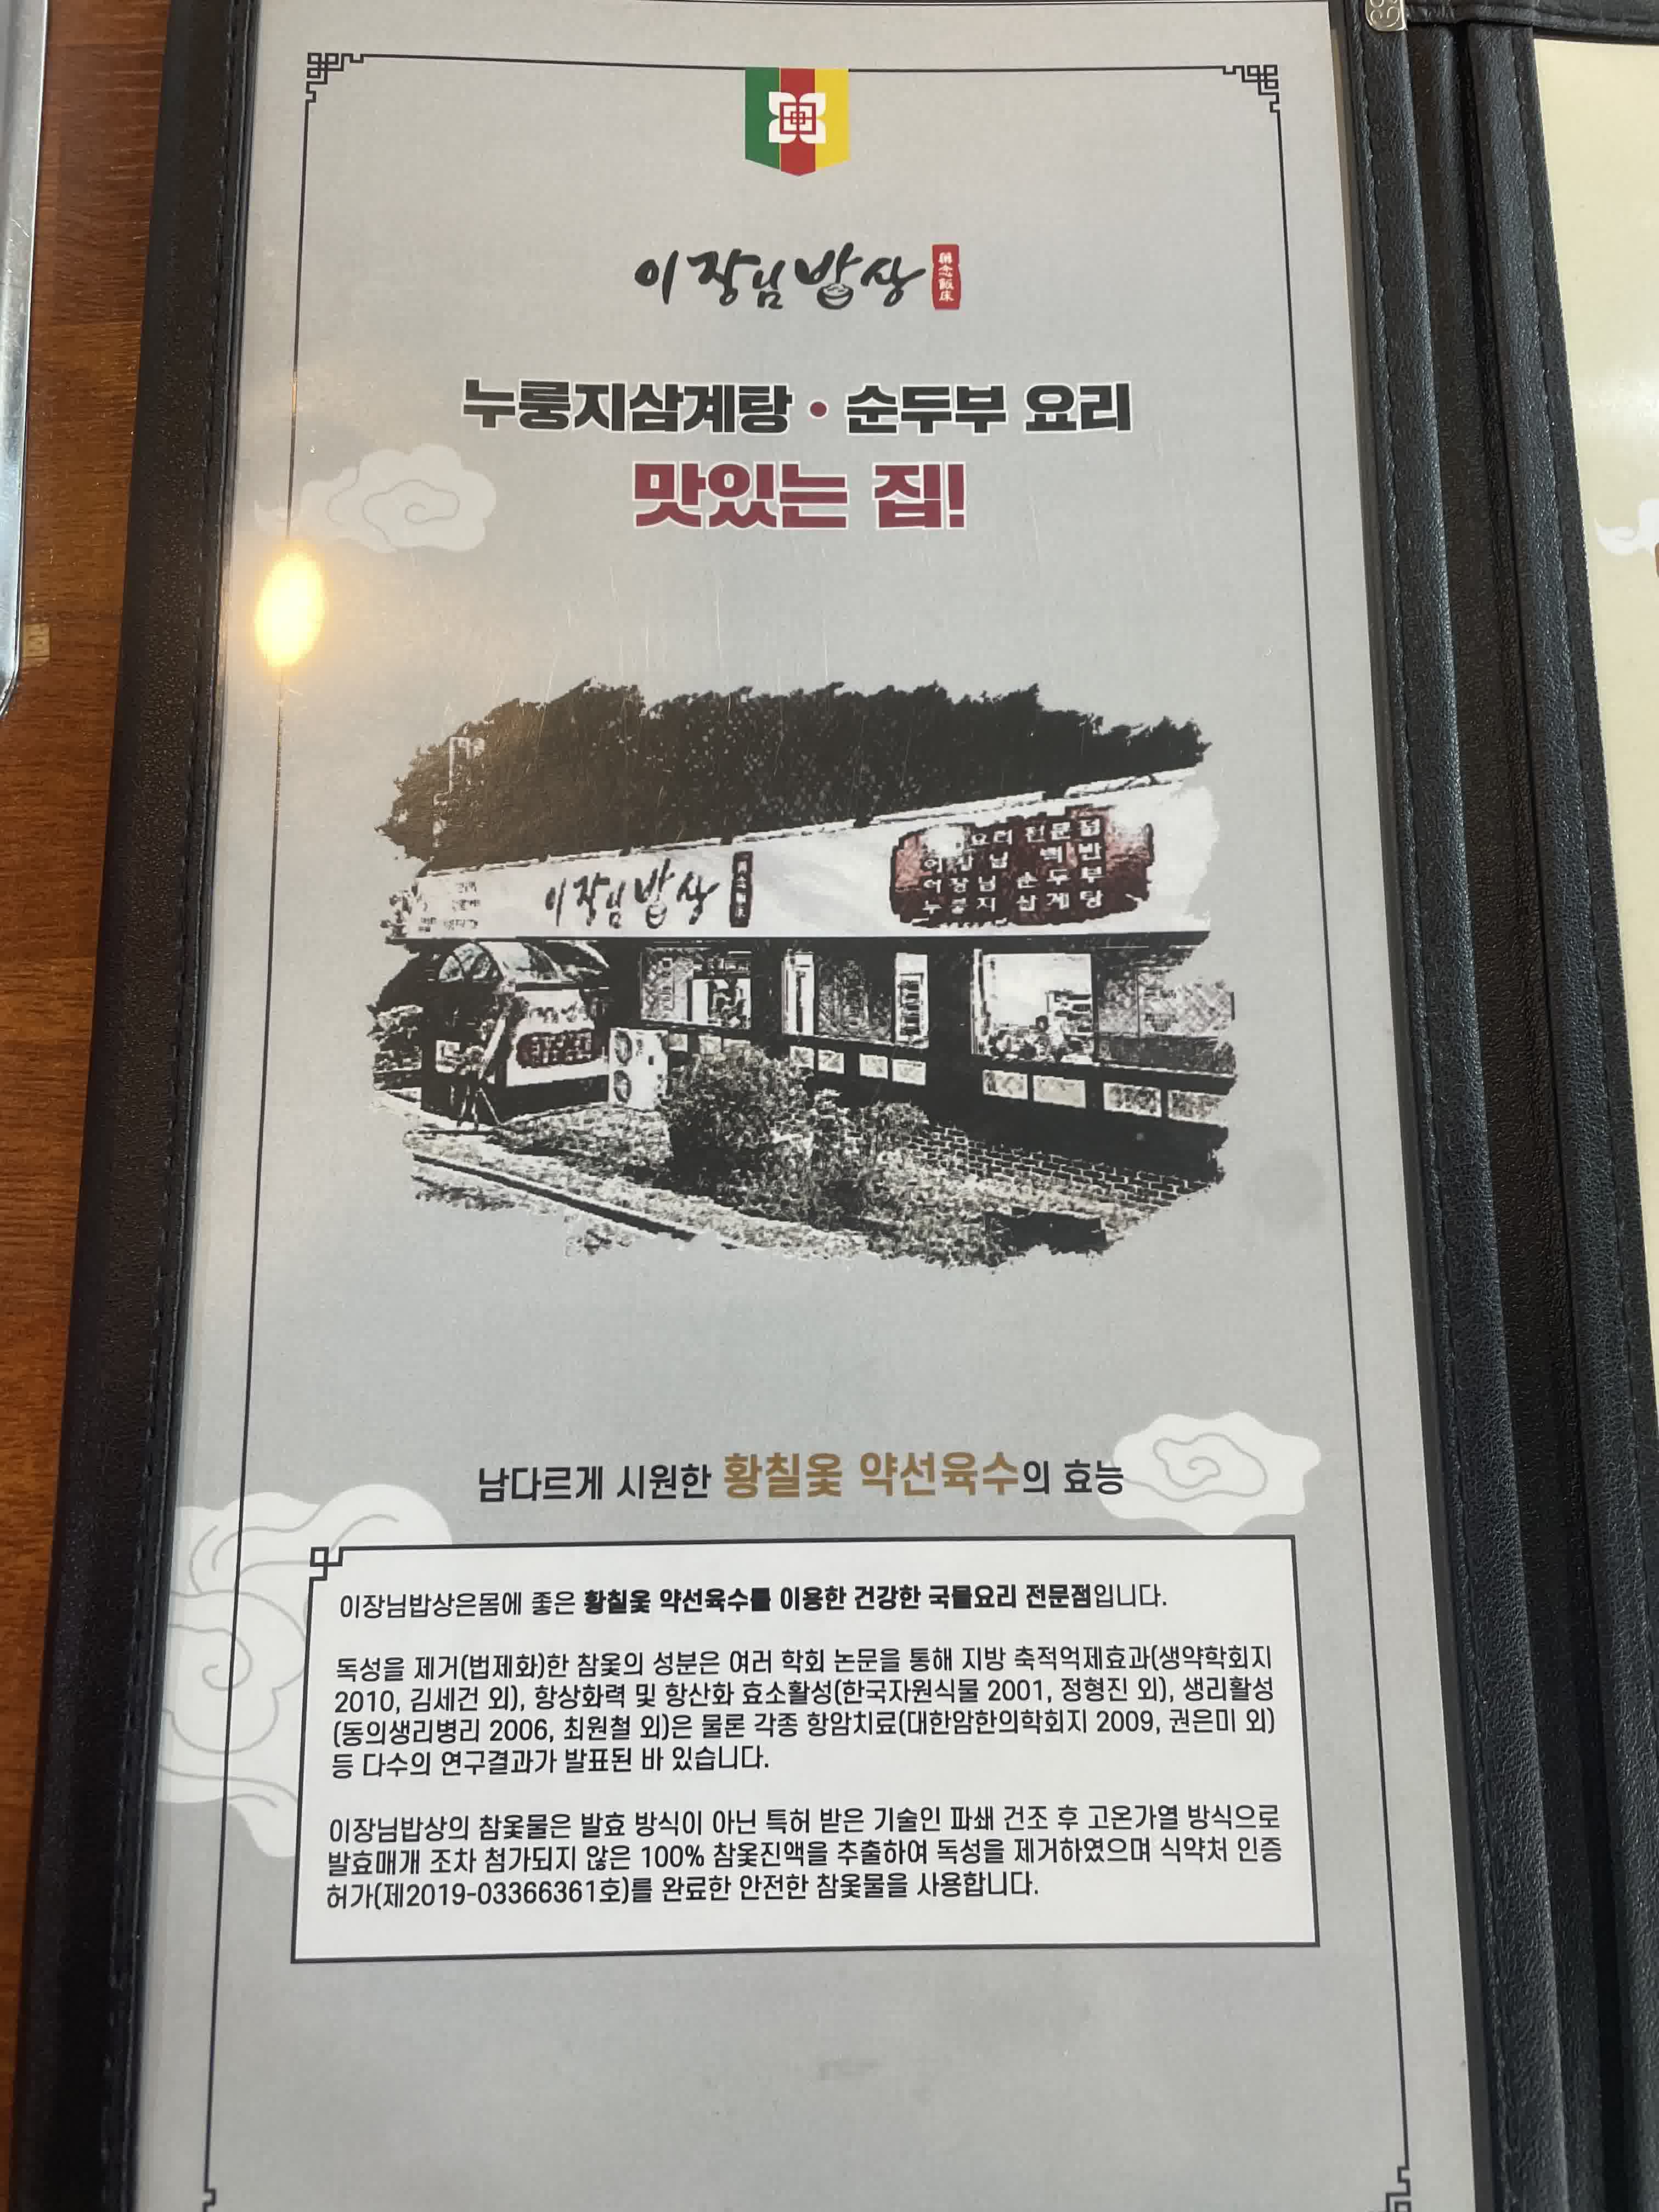 이장님밥상
누룽지삼계탕 • 순두부 요리
맛있는 집!
이장님밥상
요리 전문점
이장님 백반
이장님 순두부
누룽지 삼계탕
남다르게 시원한 황칠옻 약선육수의 효능
이장님밥상은몸에 좋은 황칠옻 약선육수를 이용한 건강한 국물요리 전문점입니다.
독성을 제거(법제화)한 참옻의 성분은 여러 학회 논문을 통해 지방 축적억제효과(생약학회지
2010, 김세건 외), 항상화력 및 항산화 효소활성(한국자원식물 2001, 정형진 외), 생리활성
(동의생리병리 2006, 최원철 외)은 물론 각종 항암치료(대한암한의학회지 2009, 권은미 외)
등 다수의 연구결과가 발표된 바 있습니다.
이장님밥상의 참옻물은 발효 방식이 아닌 특허 받은 기술인 파쇄 건조 후 고온가열 방식으로
발효매개 조차 첨가되지 않은 100% 참옻진액을 추출하여 독성을 제거하였으며 식약처 인증
허가(제2019-03366361호)를 완료한 안전한 참옻물을 사용합니다.